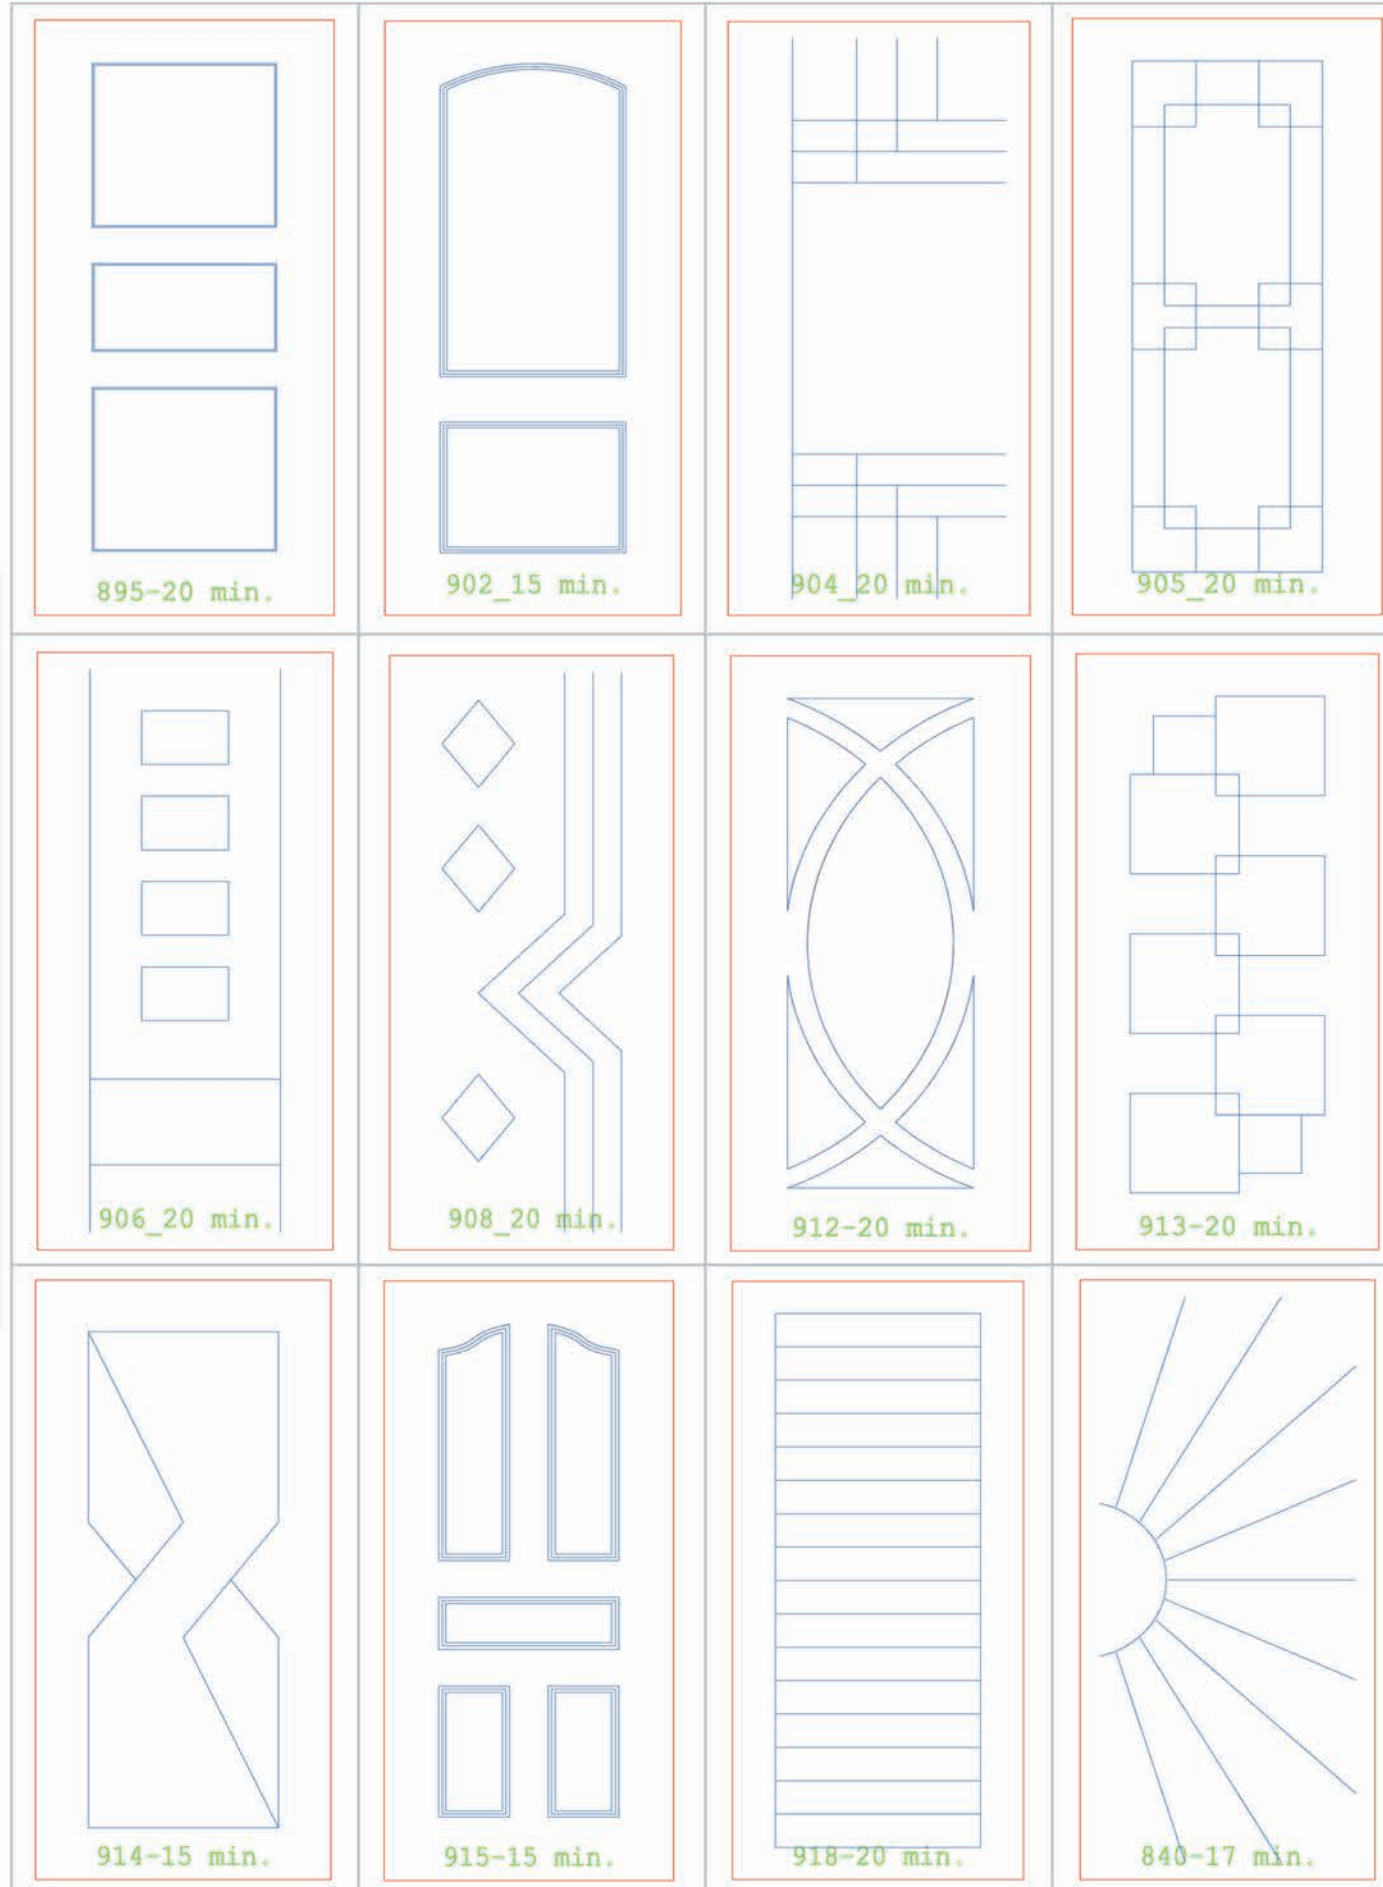 895-20 min.
902_15 min.
904_20 min.
905_20 min.
906_20 min.
908_20 min.
912-20 min.
913-20 min.
914-15 min.
915-15 min.
918-20 min.
840-17 min.